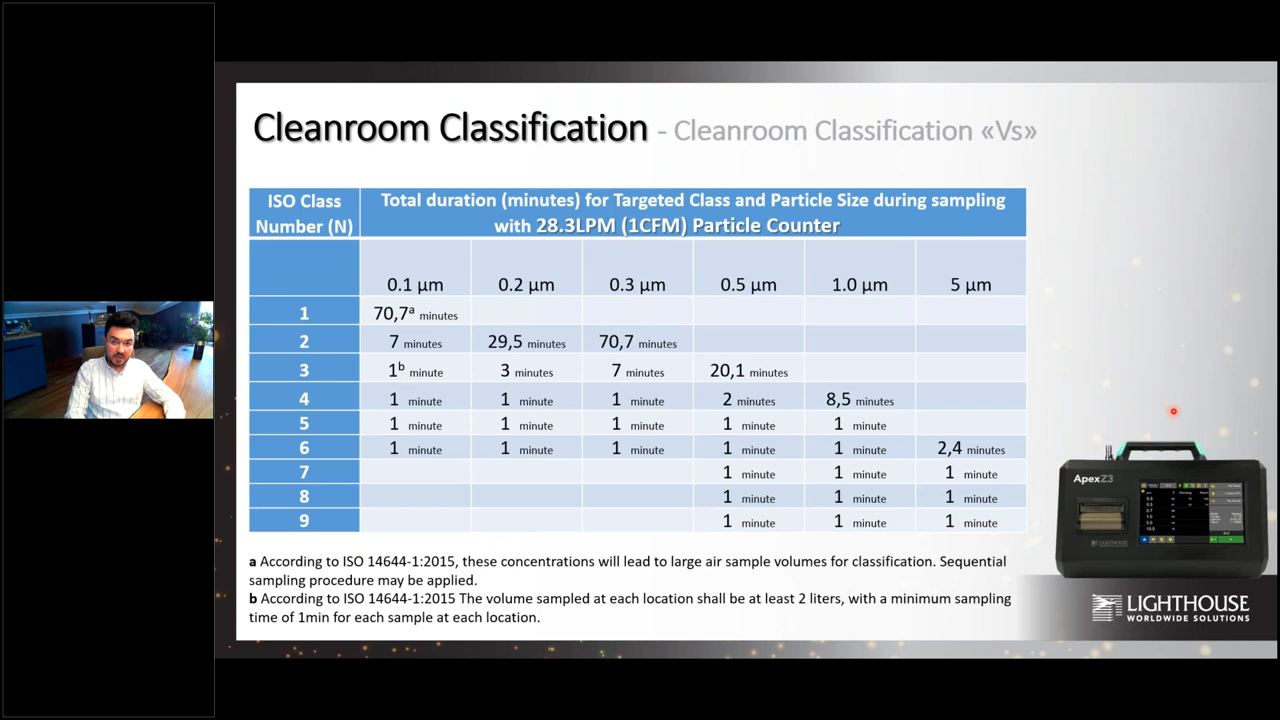 Cleanroom Classification - Cleanroom Classification «Vs»
ISO Class Number (N) Total duration (minutes) for Targeted Class and Particle Size during sampling with 28.3LPM (1CFM) Particle Counter
0.1 µm 0.2 µm 0.3 µm 0.5 µm 1.0 µm 5 µm
1 70,7ᵃ minutes
2 7 minutes 29,5 minutes 70,7 minutes
3 1ᵇ minute 3 minutes 7 minutes 20,1 minutes
4 1 minute 1 minute 1 minute 2 minutes 8,5 minutes
5 1 minute 1 minute 1 minute 1 minute 1 minute
6 1 minute 1 minute 1 minute 1 minute 1 minute 2,4 minutes
7 1 minute 1 minute 1 minute
8 1 minute 1 minute 1 minute
9 1 minute 1 minute 1 minute
a According to ISO 14644-1:2015, these concentrations will lead to large air sample volumes for classification. Sequential
sampling procedure may be applied.
b According to ISO 14644-1:2015 The volume sampled at each location shall be at least 2 liters, with a minimum sampling
time of 1min for each sample at each location.
ApexZ3
LIGHTHOUSE
WORLDWIDE SOLUTIONS